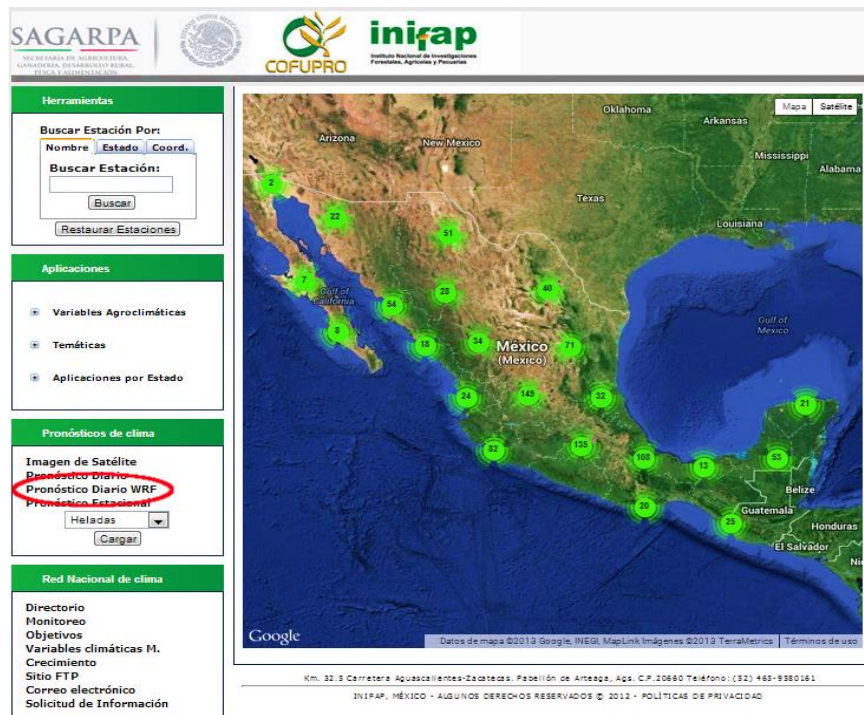 SAGARPA
SECRETARÍA DE AGRICULTURA,
GANADERÍA, DESARROLLO RURAL,
PESCA Y ALIMENTACIÓN
COFUPRO
inifap
Instituto Nacional de Investigaciones
Forestales, Agrícolas y Pecuarias
Herramientas
Buscar Estación Por:
Nombre Estado Coord.
Buscar Estación:
Buscar
Restaurar Estaciones
Aplicaciones
Variables Agroclimáticas
Temáticas
Aplicaciones por Estado
Pronósticos de clima
Imagen de Satélite
Pronóstico Diario
Pronóstico Diario WRF
Pronóstico Estacional
Heladas
Cargar
Red Nacional de clima
Directorio
Monitoreo
Objetivos
Variables climáticas M.
Crecimiento
Sitio FTP
Correo electrónico
Solicitud de Información
Mapa Satélite
Oklahoma
Arkansas
Arizona
New Mexico
Mississippi
Alabama
2
Texas
22
Louisiana
51
7
Gulf of
California
28
40
54
Gulf of
Mexico
8
18
34
México
(Mexico)
71
24
149
32
21
82
135
108
13
53
Belize
20
Guatemala
25
Honduras
El Salvador
Ni
Google
Datos de mapa ©2013 Google, INEGI, MapLink Imágenes ©2013 TerraMetrics Términos de uso
Km. 32.5 Carretera Aguascalientes-Zacatecas. Pabellón de Arteaga, Ags. C.P.20660 Teléfono: (52) 465-9580161
INIFAP, MÉXICO - ALGUNOS DERECHOS RESERVADOS © 2012 - POLÍTICAS DE PRIVACIDAD